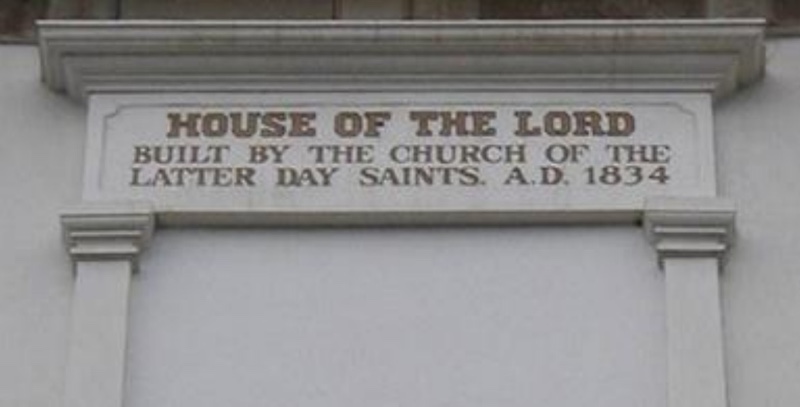 HOUSE OF THE LORD
BUILT BY THE CHURCH OF THE
LATTER DAY SAINTS. A.D. 1834